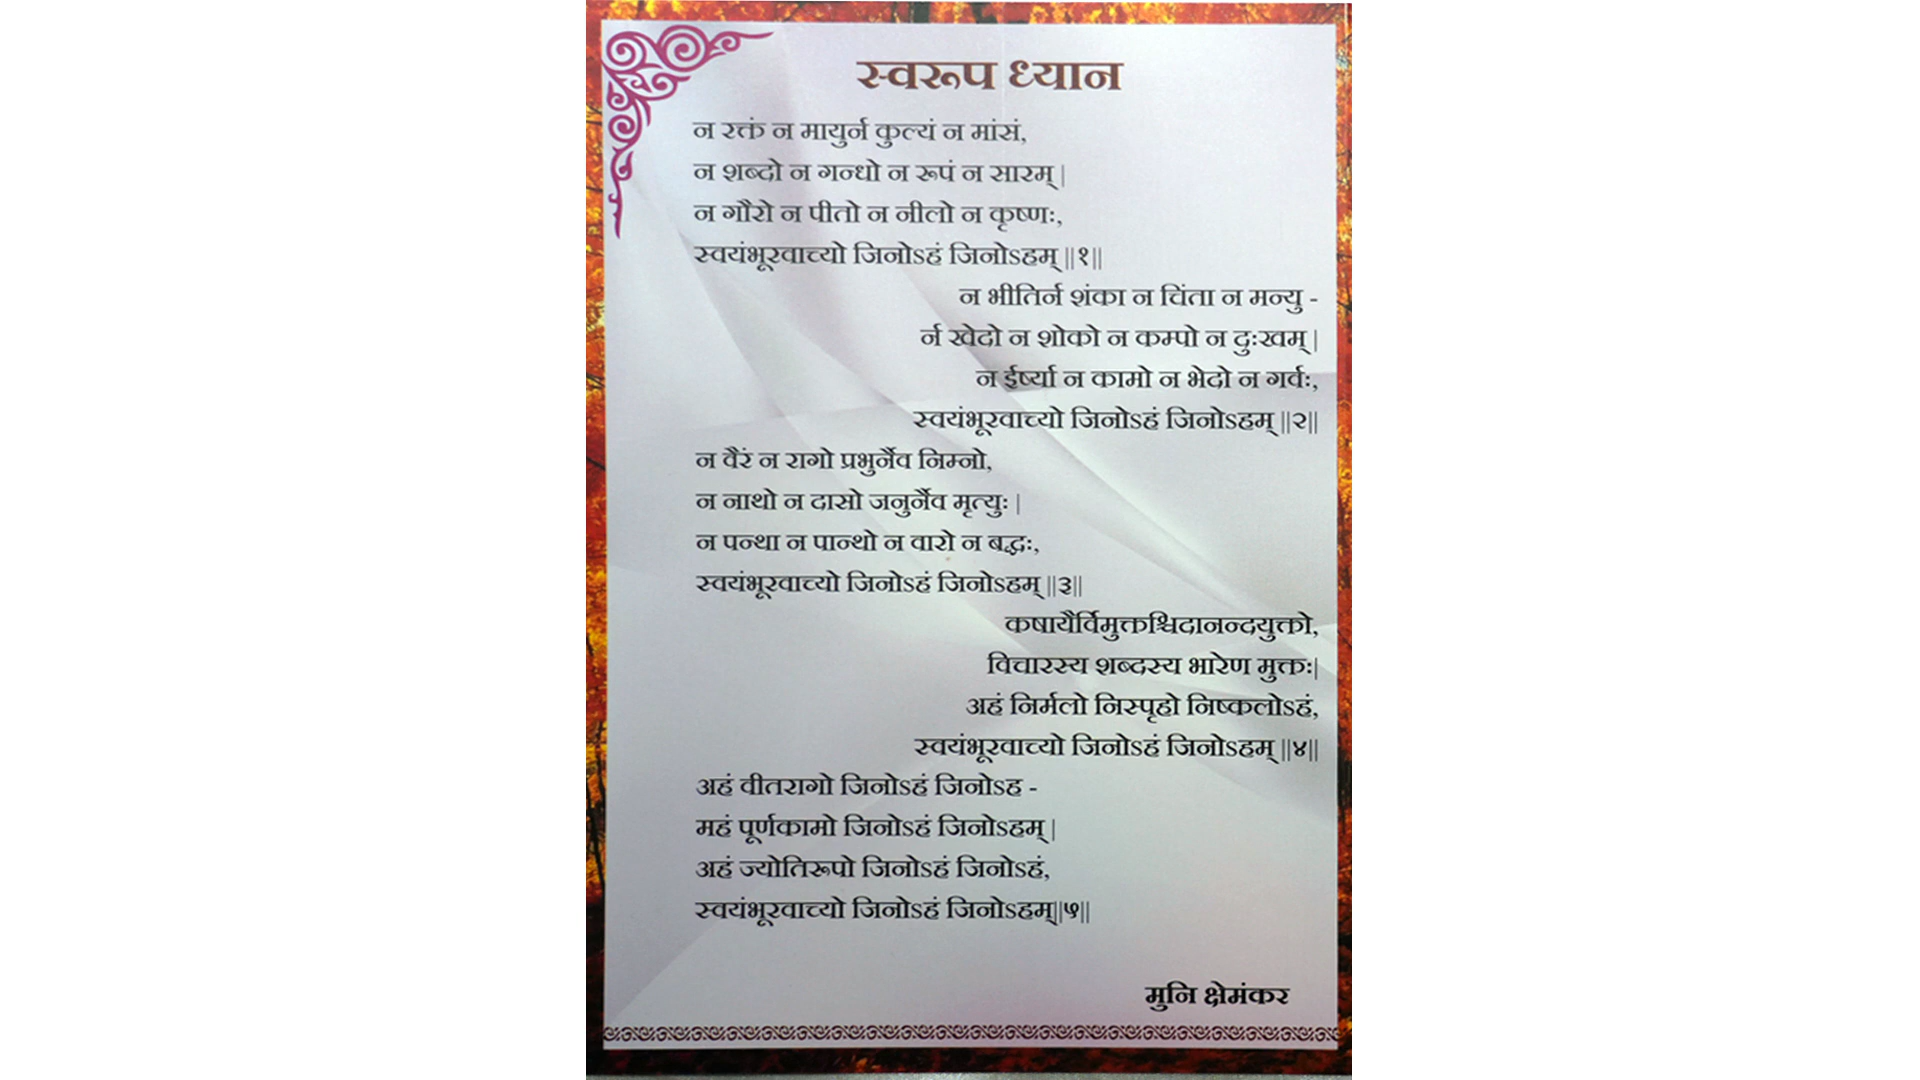 स्वरूप ध्यान
न रक्तं न मायुर्न कुल्यं न मांसं,
न शब्दो न गन्धो न रूपं न सारम्|
न गौरो न पीतो न नीलो न कृष्णः,
स्वयंभूरवाच्यो जिनोऽहं जिनोऽहम्||१||
न भीतिर्न शंका न चिंता न मन्यु -
र्न खेदो न शोको न कम्पो न दुःखम्|
न ईर्ष्या न कामो न भेदो न गर्वः,
स्वयंभूरवाच्यो जिनोऽहं जिनोऽहम्||२||
न वैरं न रागो प्रभुर्नैव निम्नो,
न नाथो न दासो जनुर्नैव मृत्युः|
न पन्था न पान्थो न वारो न बद्धः,
स्वयंभूरवाच्यो जिनोऽहं जिनोऽहम्||३||
कषायैर्विमुक्तश्चिदानन्दयुक्तो,
विचारस्य शब्दस्य भारेण मुक्तः|
अहं निर्मलो निस्पृहो निष्कलोऽहं,
स्वयंभूरवाच्यो जिनोऽहं जिनोऽहम्||४||
अहं वीतरागो जिनोऽहं जिनोऽह -
महं पूर्णकामो जिनोऽहं जिनोऽहम्|
अहं ज्योतिरूपो जिनोऽहं जिनोऽहं,
स्वयंभूरवाच्यो जिनोऽहं जिनोऽहम्||५||
मुनि क्षेमंकर